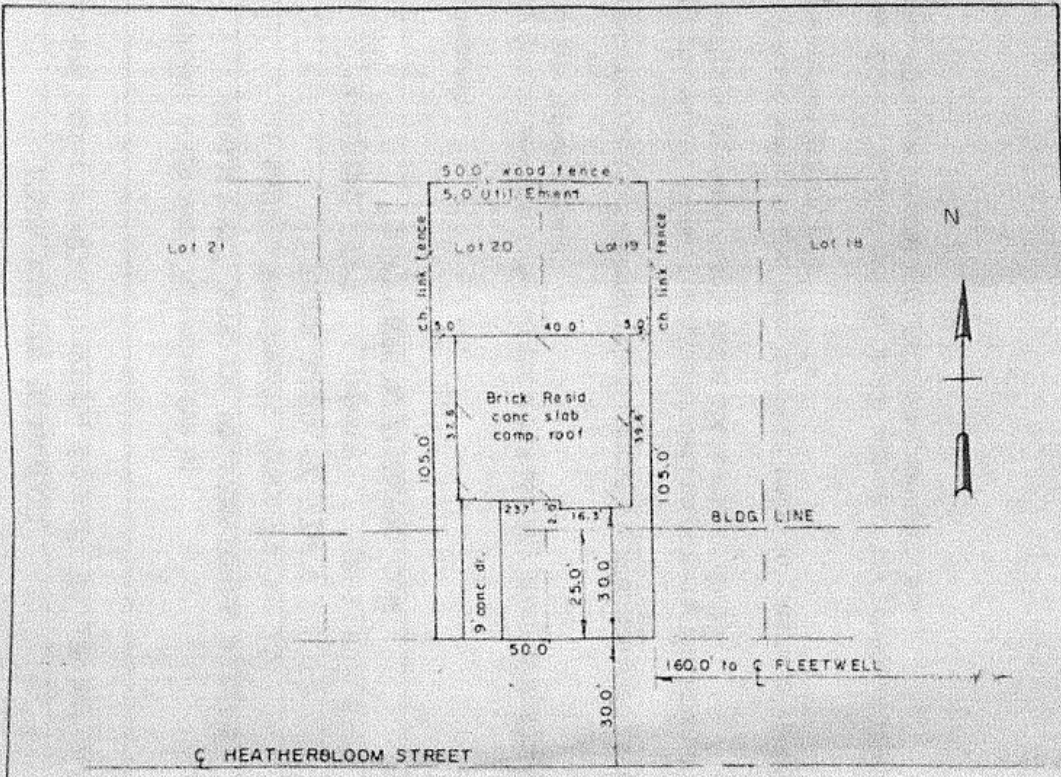 50.0' wood fence
5.0' Util. Esment
N
Lot 21
Lot 20
Lot 19
Lot 18
ch. link fence
ch. link fence
5.0'
40.0'
5.0'
Brick Resid.
conc. slab
comp. roof
37.6
39.6
105.0'
105.0'
23.7'
2.0'
16.3'
BLDG. LINE
9' conc. dr.
25.0'
30.0'
50.0'
160.0' to ℄ FLEETWELL
30.0'
℄ HEATHERBLOOM STREET